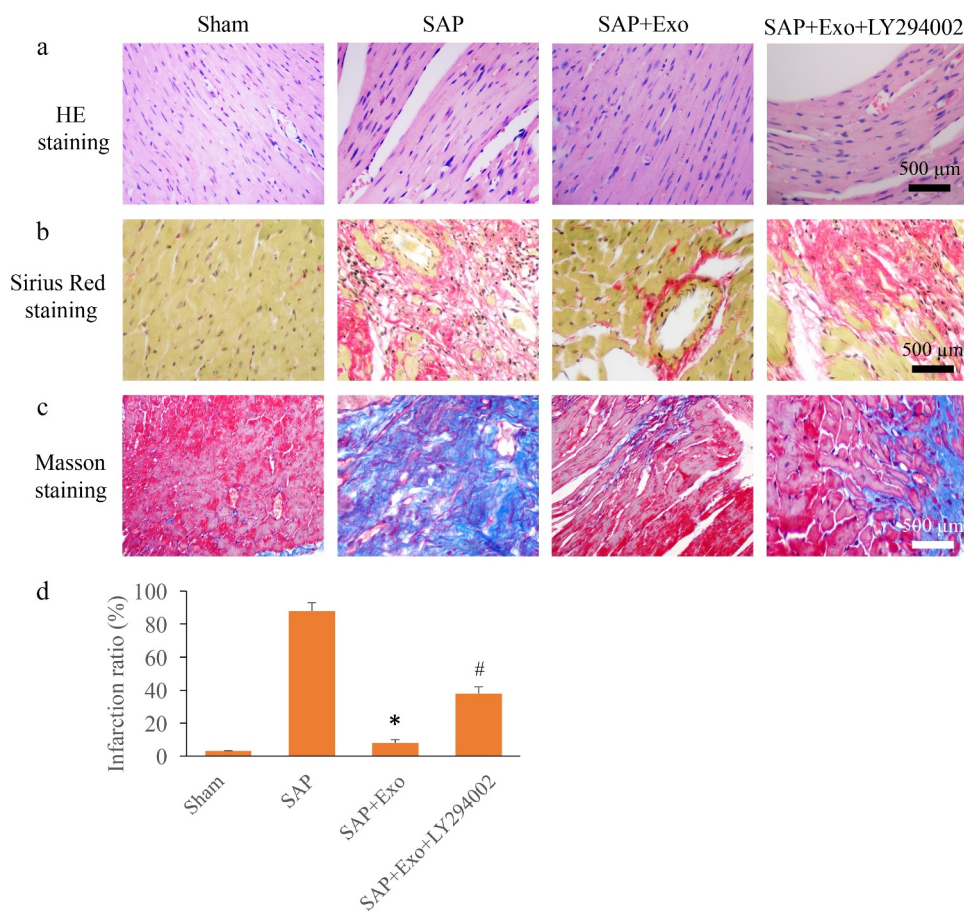 Sham
SAP
SAP+Exo
SAP+Exo+LY294002
a
HE
staining
500 µm
b
Sirius Red
staining
500 µm
c
Masson
staining
500 µm
d
Infarction ratio (%)
100
80
60
40
20
0
*
#
Sham
SAP
SAP+Exo
SAP+Exo+LY294002